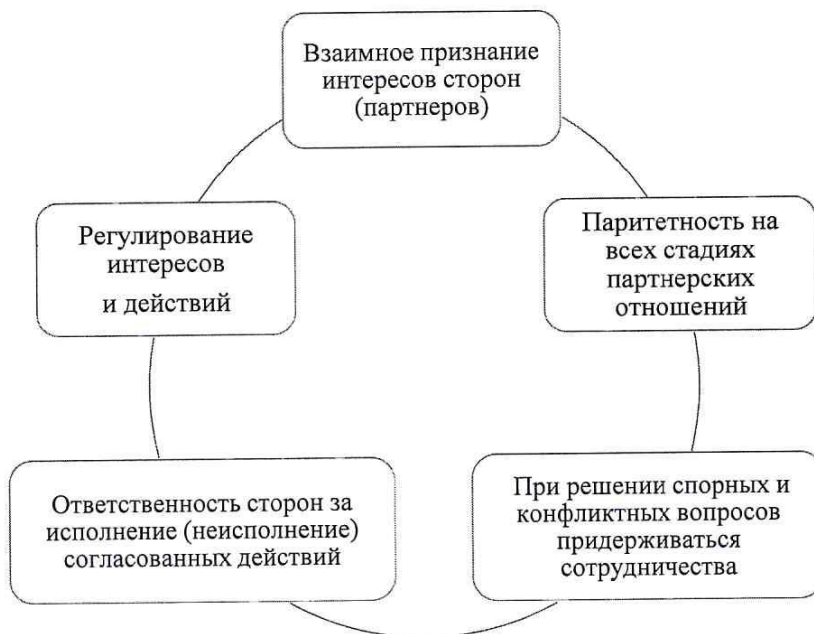 Взаимное признание
интересов сторон
(партнеров)
Паритетность на
всех стадиях
партнерских
отношений
При решении спорных и
конфликтных вопросов
придерживаться
сотрудничества
Ответственность сторон за
исполнение (неисполнение)
согласованных действий
Регулирование
интересов
и действий